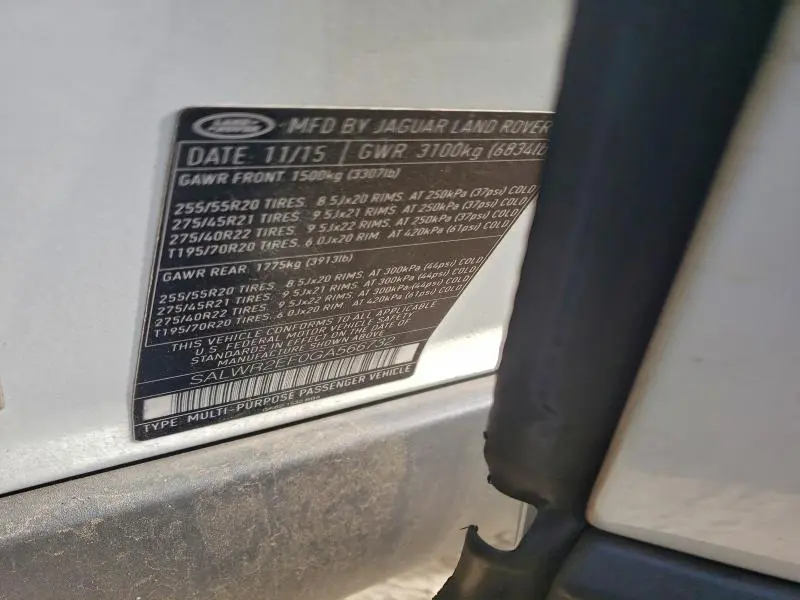 LAND ROVER
MFD BY JAGUAR LAND ROVER
DATE: 11/15 GWR 3100kg (6834lb
GAWR FRONT 1500kg (3307lb)
255/55R20 TIRES. 8.5Jx20 RIMS. AT 250kPa (37psi) COLD
275/45R21 TIRES. 9.5Jx21 RIMS. AT 250kPa (37psi) COLD
275/40R22 TIRES. 9.5Jx22 RIMS. AT 250kPa (37psi) COLD
T195/70R20 TIRES. 6.0Jx20 RIM. AT 420kPa (61psi) COLD
GAWR REAR. 1775kg (3913lb)
255/55R20 TIRES. 8.5Jx20 RIMS. AT 300kPa (44psi) COLD
275/45R21 TIRES. 9.5Jx21 RIMS. AT 300kPa (44psi) COLD
275/40R22 TIRES. 9.5Jx22 RIMS. AT 300kPa (44psi) COLD
T195/70R20 TIRES. 6.0Jx20 RIM. AT 420kPa (61psi) COLD
THIS VEHICLE CONFORMS TO ALL APPLICABLE
U.S. FEDERAL MOTOR VEHICLE SAFETY
STANDARDS IN EFFECT ON THE DATE OF
MANUFACTURE SHOWN ABOVE
SALWR2EF0GA566732
TYPE: MULTI-PURPOSE PASSENGER VEHICLE